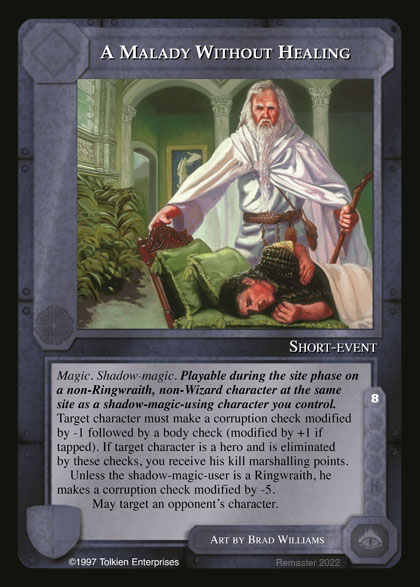 A Malady Without Healing
Short-event
Magic. Shadow-magic. Playable during the site phase on
a non-Ringwraith, non-Wizard character at the same
site as a shadow-magic-using character you control.
Target character must make a corruption check modified
by -1 followed by a body check (modified by +1 if
tapped). If target character is a hero and is eliminated
by these checks, you receive his kill marshalling points.
Unless the shadow-magic-user is a Ringwraith, he
makes a corruption check modified by -5.
May target an opponent's character.
8
H
Art by Brad Williams
©1997 Tolkien Enterprises
Remaster 2022